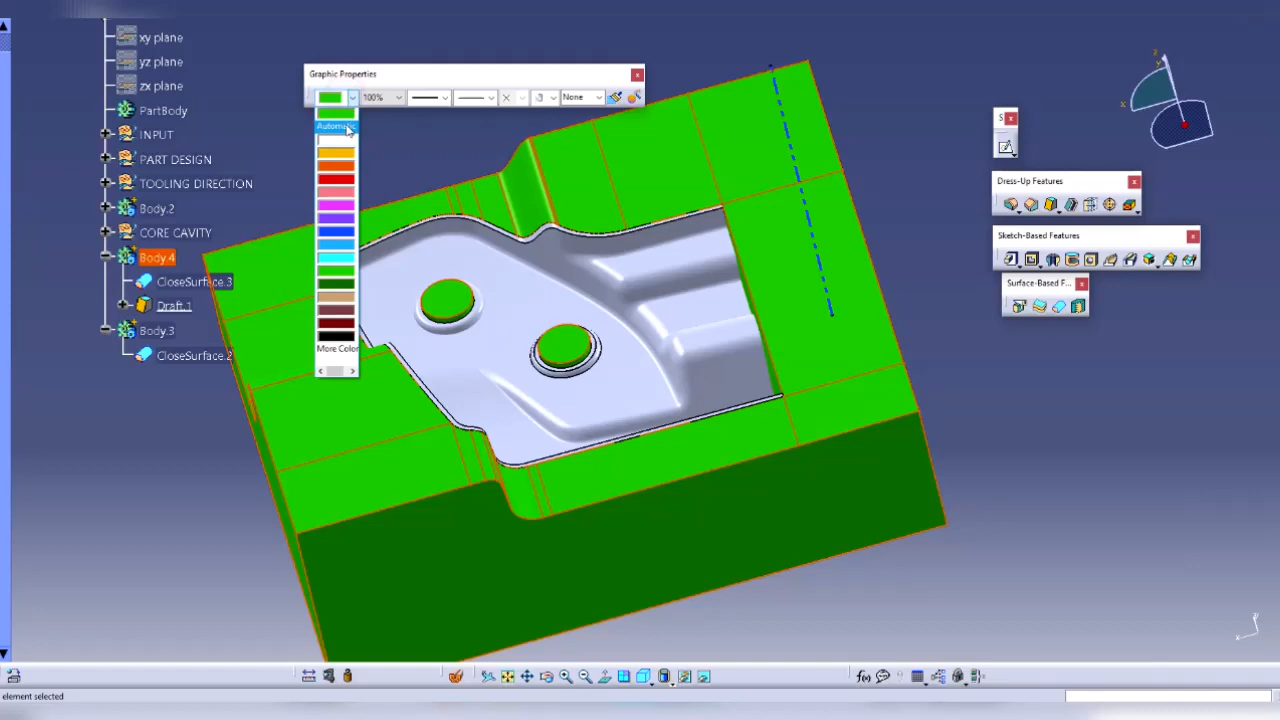 xy plane
yz plane
zx plane
PartBody
INPUT
PART DESIGN
TOOLING DIRECTION
Body.2
CORE CAVITY
Body.4
CloseSurface.3
Draft.1
Body.3
CloseSurface.2
Graphic Properties
100%
None
Automatic
More Color
S
Dress-Up Features
Sketch-Based Features
Surface-Based F...
z
y
x
f(x)
element selected